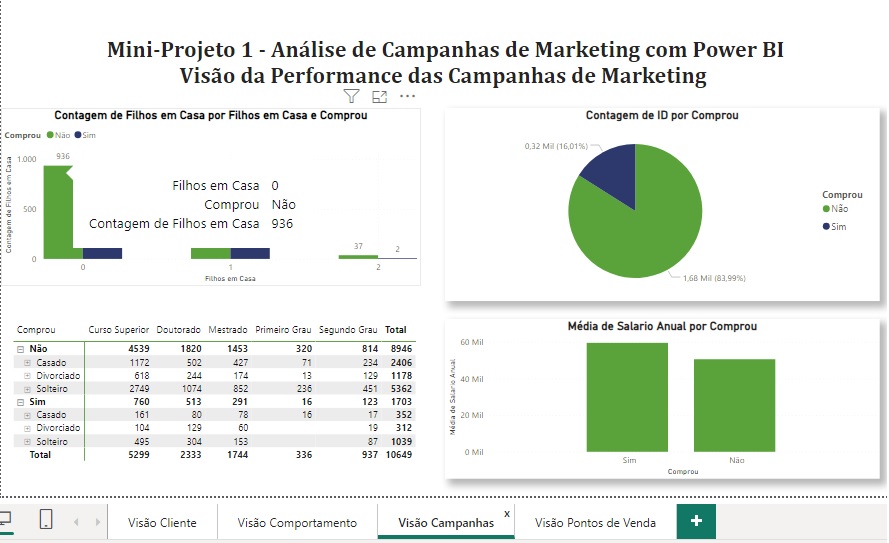 Mini-Projeto 1 - Análise de Campanhas de Marketing com Power BI
Visão da Performance das Campanhas de Marketing
Contagem de Filhos em Casa por Filhos em Casa e Comprou
Comprou Não Sim
Contagem de Filhos em Casa
1.000
500
0
936
37
2
0 1 2
Filhos em Casa
Filhos em Casa 0
Comprou Não
Contagem de Filhos em Casa 936
Contagem de ID por Comprou
0,32 Mil (16,01%)
1,68 Mil (83,99%)
Comprou
Não
Sim
Comprou Curso Superior Doutorado Mestrado Primeiro Grau Segundo Grau Total
Não 4539 1820 1453 320 814 8946
Casado 1172 502 427 71 234 2406
Divorciado 618 244 174 13 129 1178
Solteiro 2749 1074 852 236 451 5362
Sim 760 513 291 16 123 1703
Casado 161 80 78 16 17 352
Divorciado 104 129 60 19 312
Solteiro 495 304 153 87 1039
Total 5299 2333 1744 336 937 10649
Média de Salario Anual por Comprou
Média de Salario Anual
60 Mil
40 Mil
20 Mil
0 Mil
Sim Não
Comprou
Visão Cliente Visão Comportamento Visão Campanhas x Visão Pontos de Venda +